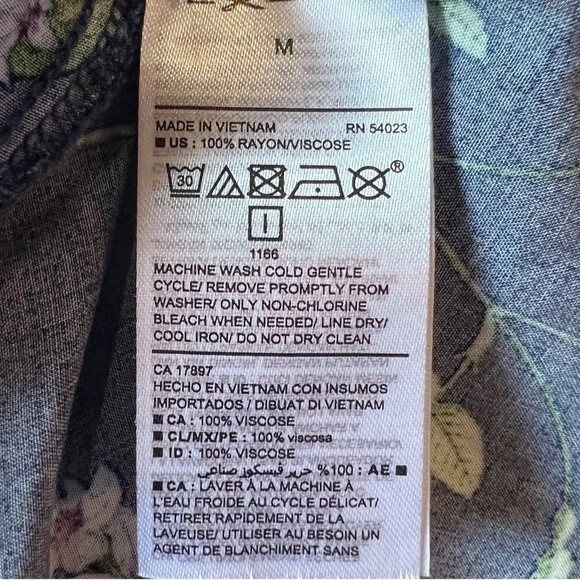 M
MADE IN VIETNAM RN 54023
■ US : 100% RAYON/VISCOSE
30 ®
I
1166
MACHINE WASH COLD GENTLE
CYCLE/ REMOVE PROMPTLY FROM
WASHER/ ONLY NON-CHLORINE
BLEACH WHEN NEEDED/ LINE DRY/
COOL IRON/ DO NOT DRY CLEAN
CA 17897
HECHO EN VIETNAM CON INSUMOS
IMPORTADOS / DIBUAT DI VIETNAM
■ CA : 100% VISCOSE
■ CL/MX/PE : 100% viscosa
■ ID : 100% VISCOSE
■ AE : 100% حرير فيسكوز صناعي
■ CA : LAVER À LA MACHINE À
L'EAU FROIDE AU CYCLE DÉLICAT/
RETIRER RAPIDEMENT DE LA
LAVEUSE/ UTILISER AU BESOIN UN
AGENT DE BLANCHIMENT SANS